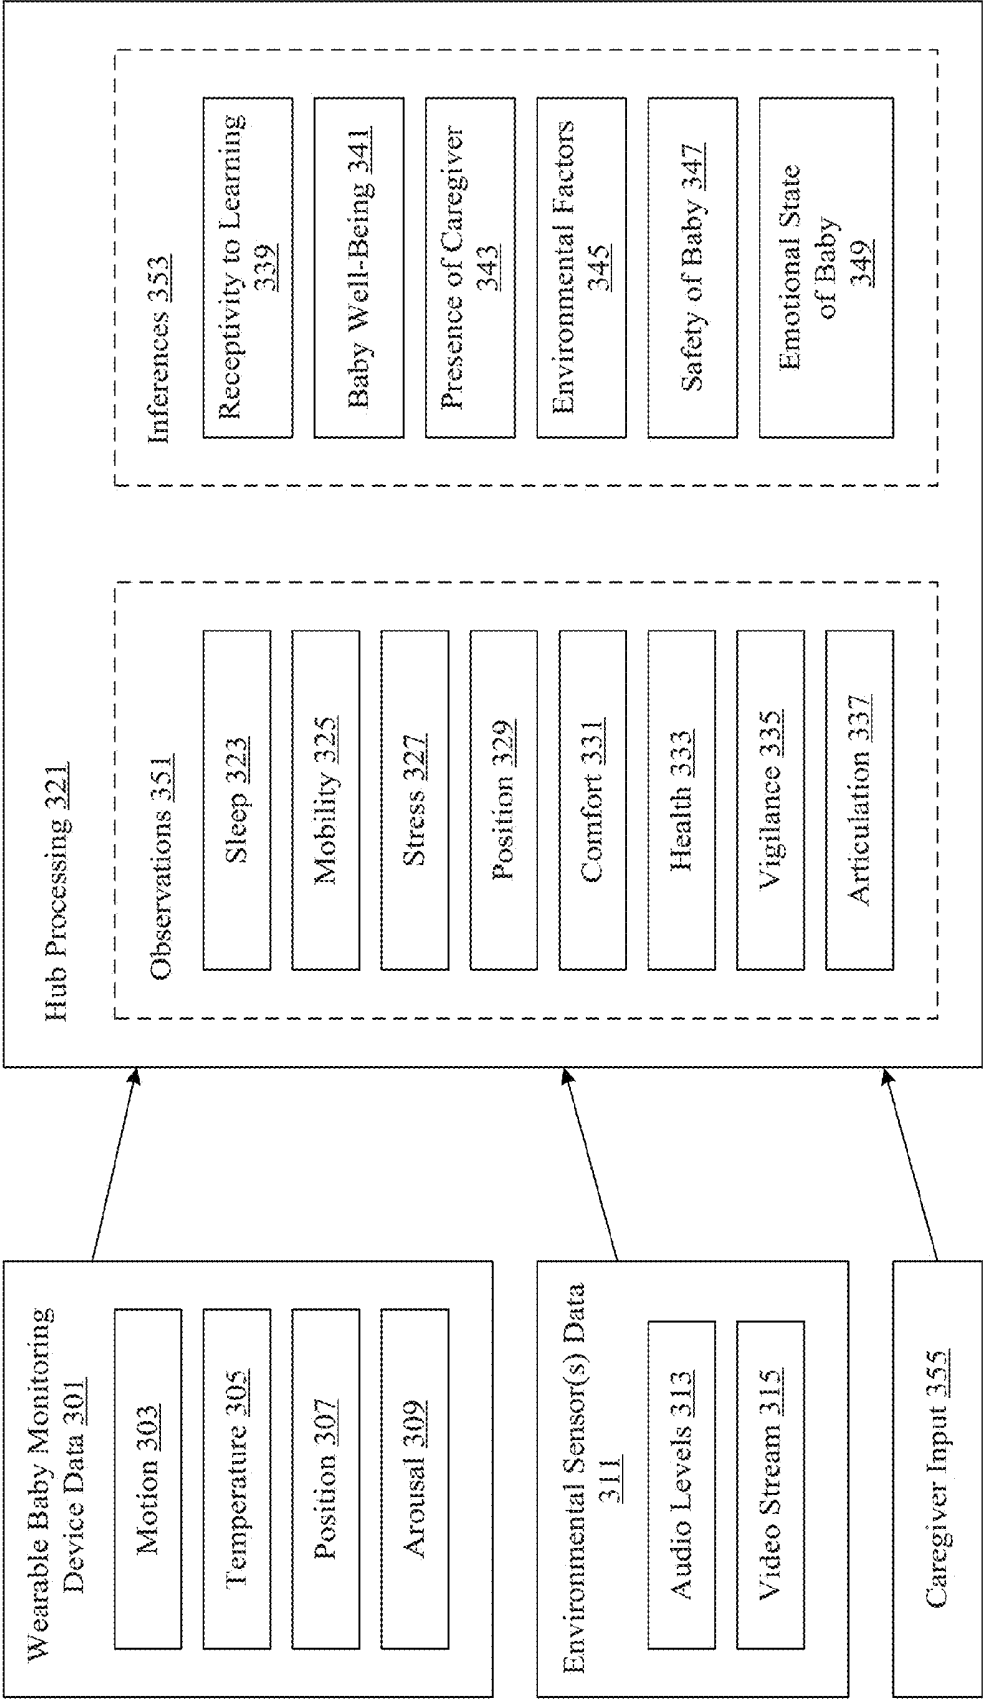 Wearable Baby Monitoring
Device Data 301
Motion 303
Temperature 305
Position 307
Arousal 309
Environmental Sensor(s) Data
311
Audio Levels 313
Video Stream 315
Caregiver Input 355
Hub Processing 321
Observations 351
Sleep 323
Mobility 325
Stress 327
Position 329
Comfort 331
Health 333
Vigilance 335
Articulation 337
Inferences 353
Receptivity to Learning
339
Baby Well-Being 341
Presence of Caregiver
343
Environmental Factors
345
Safety of Baby 347
Emotional State
of Baby
349